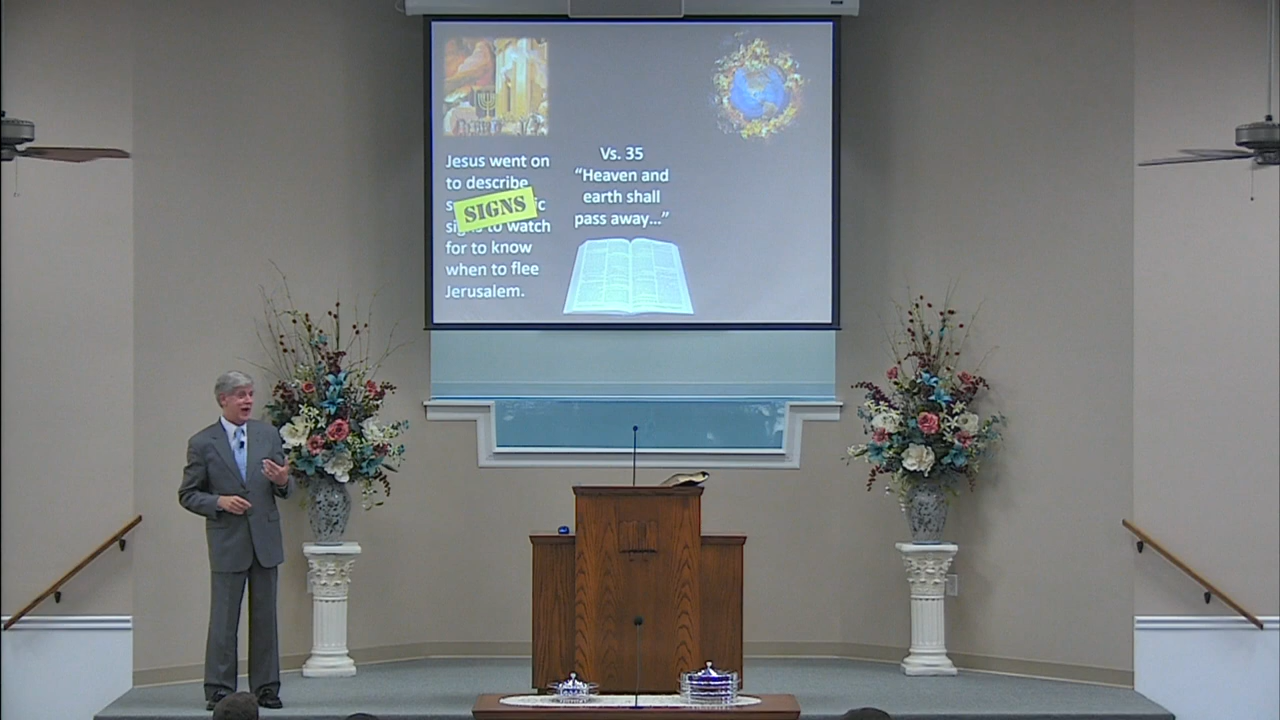 Jesus went on
to describe
SIGNS
to watch
for to know
when to flee
Jerusalem.
Vs. 35
“Heaven and
earth shall
pass away…”